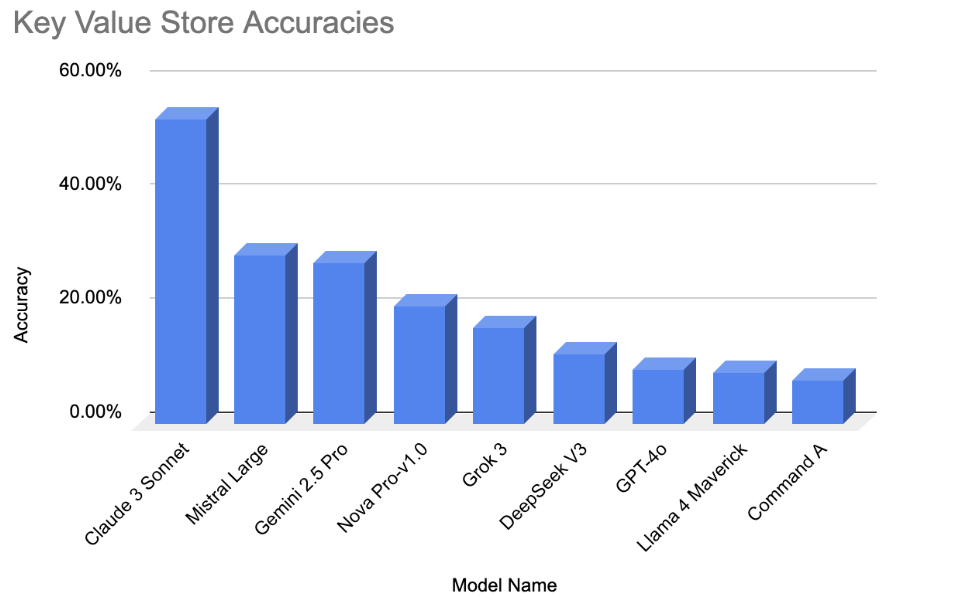 Key Value Store Accuracies
60.00%
40.00%
20.00%
0.00%
Accuracy
Claude 3 Sonnet
Mistral Large
Gemini 2.5 Pro
Nova Pro-v1.0
Grok 3
DeepSeek V3
GPT-4o
Llama 4 Maverick
Command A
Model Name